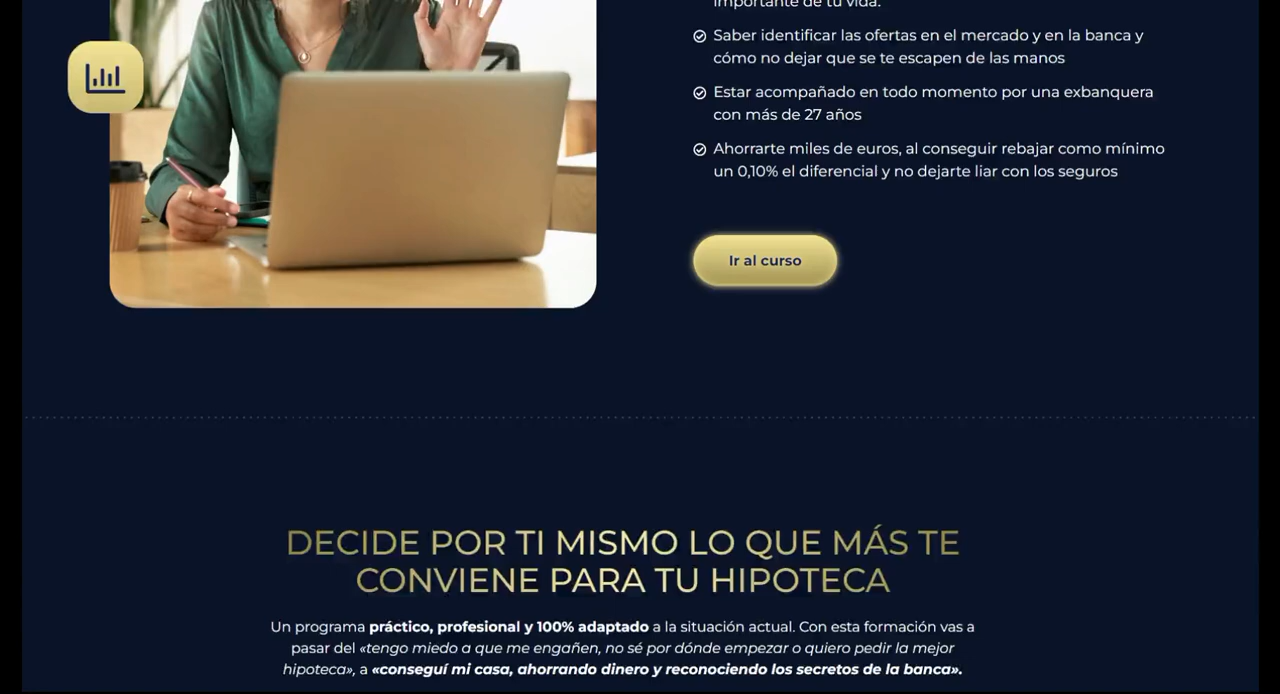 importante de tu vida.
Saber identificar las ofertas en el mercado y en la banca y
cómo no dejar que se te escapen de las manos
Estar acompañado en todo momento por una exbanquera
con más de 27 años
Ahorrarte miles de euros, al conseguir rebajar como mínimo
un 0,10% el diferencial y no dejarte liar con los seguros
Ir al curso
DECIDE POR TI MISMO LO QUE MÁS TE
CONVIENE PARA TU HIPOTECA
Un programa práctico, profesional y 100% adaptado a la situación actual. Con esta formación vas a
pasar del «tengo miedo a que me engañen, no sé por dónde empezar o quiero pedir la mejor
hipoteca», a «conseguí mi casa, ahorrando dinero y reconociendo los secretos de la banca».